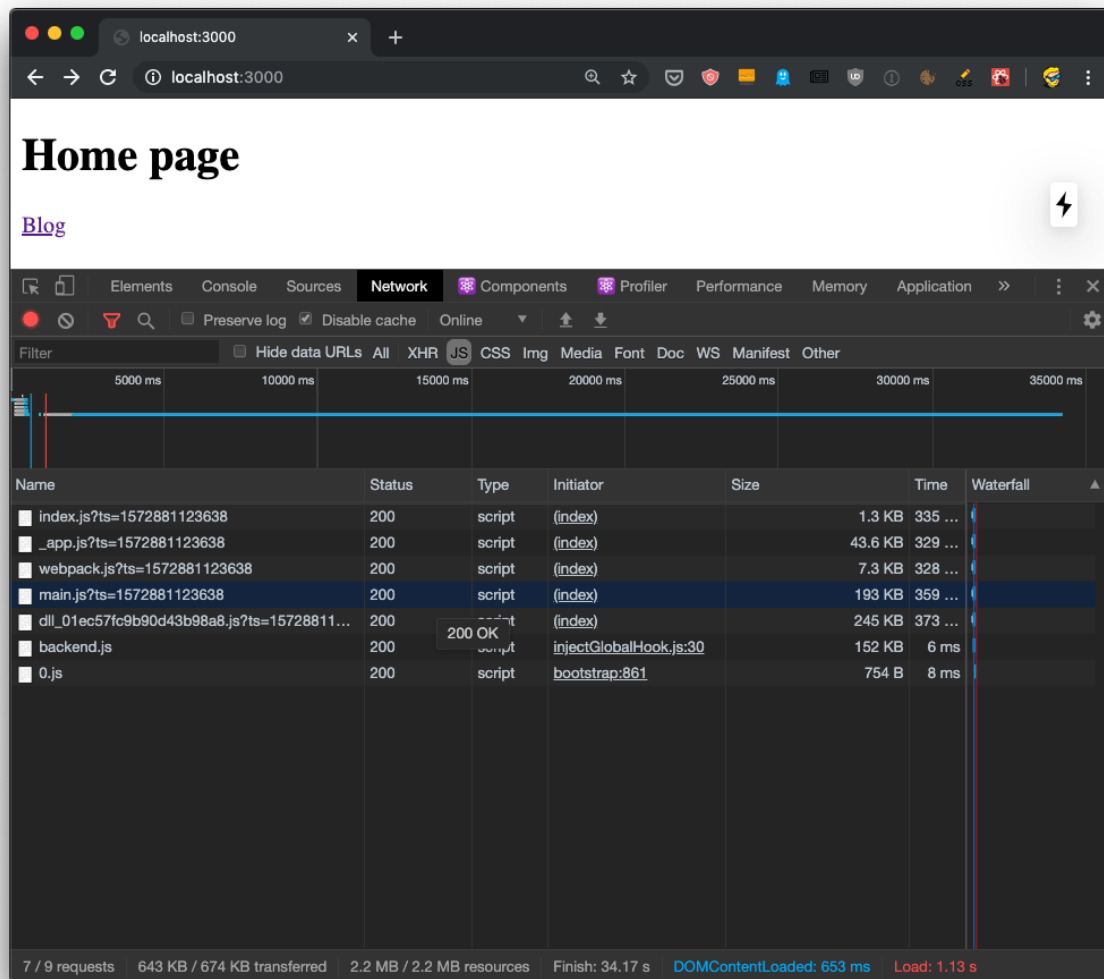 localhost:3000
localhost:3000
Home page
Blog
Elements Console Sources Network Components Profiler Performance Memory Application
Preserve log Disable cache Online
Filter Hide data URLs All XHR JS CSS Img Media Font Doc WS Manifest Other
5000 ms 10000 ms 15000 ms 20000 ms 25000 ms 30000 ms 35000 ms
Name Status Type Initiator Size Time Waterfall
index.js?ts=1572881123638 200 script (index) 1.3 KB 335 ...
_app.js?ts=1572881123638 200 script (index) 43.6 KB 329 ...
webpack.js?ts=1572881123638 200 script (index) 7.3 KB 328 ...
main.js?ts=1572881123638 200 script (index) 193 KB 359 ...
dll_01ec57fc9b90d43b98a8.js?ts=15728811... 200 script (index) 245 KB 373 ...
200 OK
backend.js 200 script injectGlobalHook.js:30 152 KB 6 ms
0.js 200 script bootstrap:861 754 B 8 ms
7 / 9 requests 643 KB / 674 KB transferred 2.2 MB / 2.2 MB resources Finish: 34.17 s DOMContentLoaded: 653 ms Load: 1.13 s